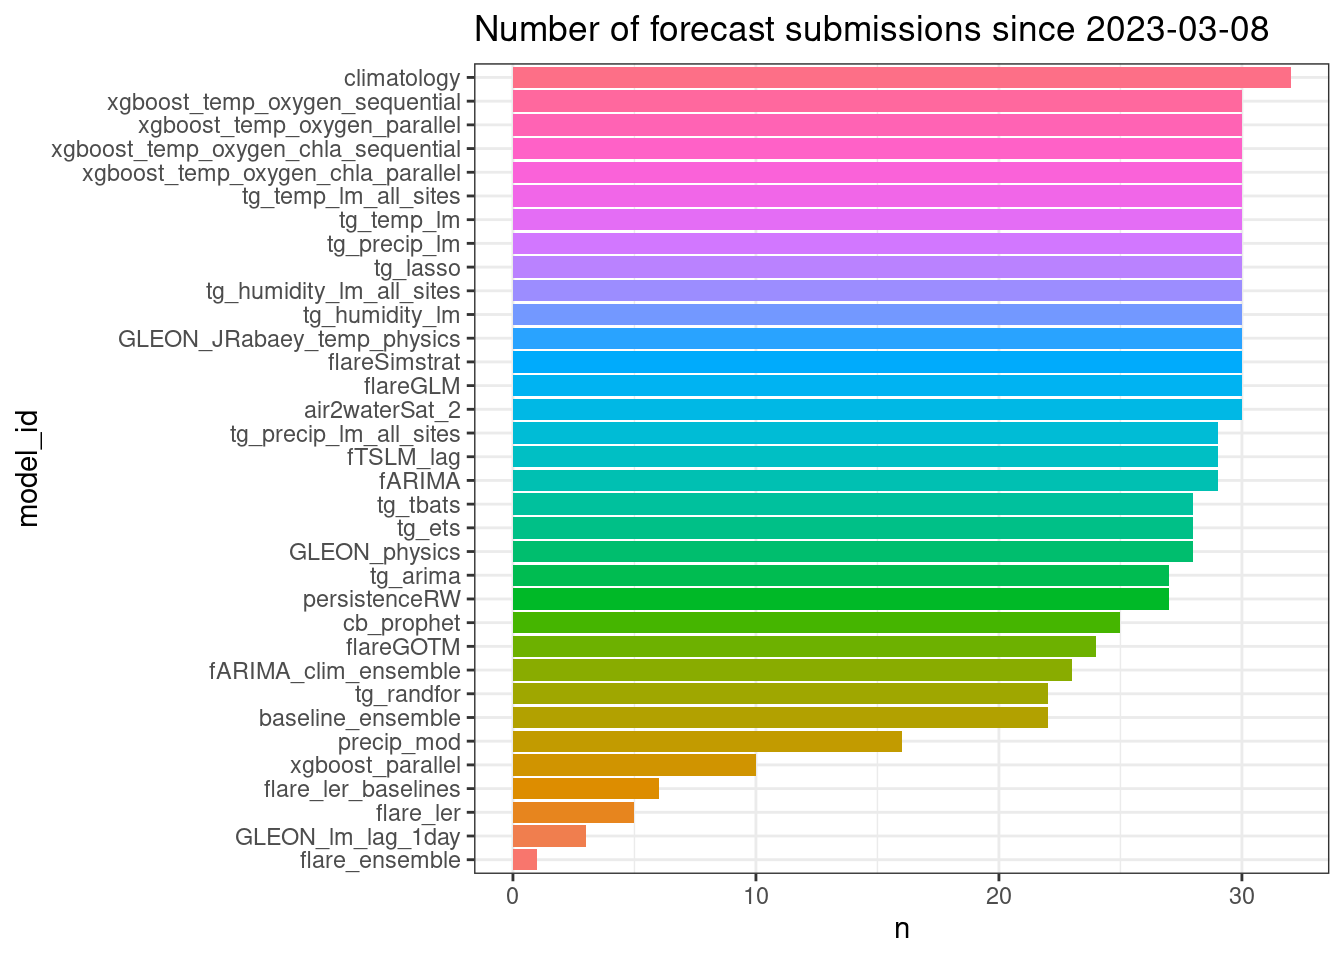 Number of forecast submissions since 2023-03-08
climatology
xgboost_temp_oxygen_sequential
xgboost_temp_oxygen_parallel
xgboost_temp_oxygen_chla_sequential
xgboost_temp_oxygen_chla_parallel
tg_temp_lm_all_sites
tg_temp_lm
tg_precip_lm
tg_lasso
tg_humidity_lm_all_sites
tg_humidity_lm
GLEON_JRabaey_temp_physics
flareSimstrat
flareGLM
air2waterSat_2
tg_precip_lm_all_sites
fTSLM_lag
fARIMA
tg_tbats
tg_ets
GLEON_physics
tg_arima
persistenceRW
cb_prophet
flareGOTM
fARIMA_clim_ensemble
tg_randfor
baseline_ensemble
precip_mod
xgboost_parallel
flare_ler_baselines
flare_ler
GLEON_lm_lag_1day
flare_ensemble
model_id
0 10 20 30
n